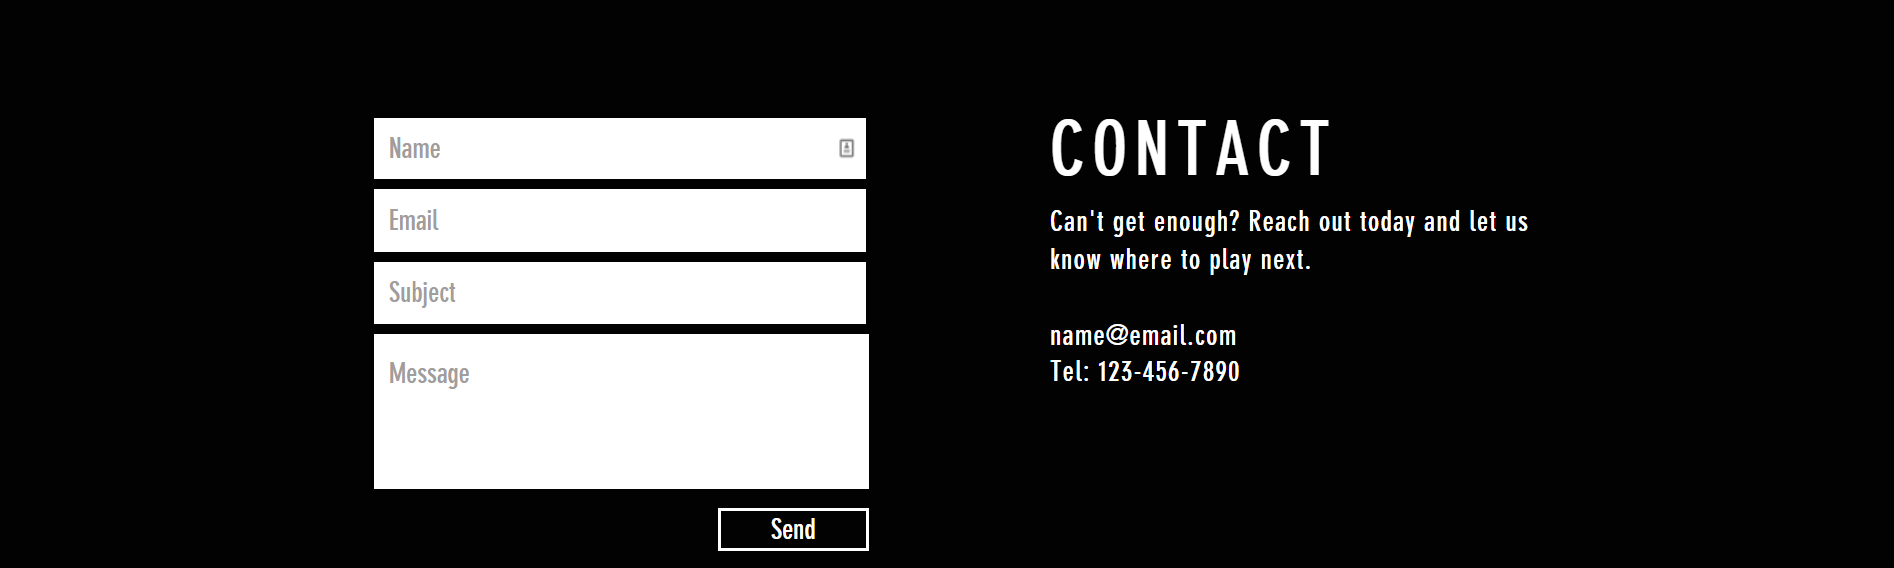 Name
Email
Subject
Message
Send
CONTACT
Can't get enough? Reach out today and let us
know where to play next.
name@email.com
Tel: 123-456-7890